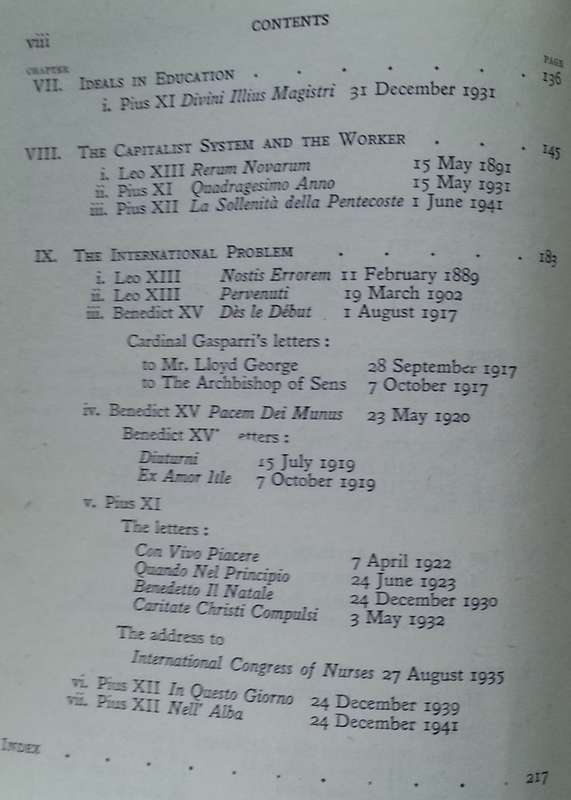 viii CONTENTS
CHAPTER PAGE
VII. IDEALS IN EDUCATION . . . . . . . 136
i. Pius XI Divini Illius Magistri 31 December 1931
VIII. THE CAPITALIST SYSTEM AND THE WORKER . . . 145
i. Leo XIII Rerum Novarum 15 May 1891
ii. Pius XI Quadragesimo Anno 15 May 1931
iii. Pius XII La Sollenità della Pentecoste 1 June 1941
IX. THE INTERNATIONAL PROBLEM . . . . . 183
i. Leo XIII Nostis Errorem 11 February 1889
ii. Leo XIII Pervenuti 19 March 1902
iii. Benedict XV Dès le Début 1 August 1917
Cardinal Gasparri's letters :
to Mr. Lloyd George 28 September 1917
to The Archbishop of Sens 7 October 1917
iv. Benedict XV Pacem Dei Munus 23 May 1920
Benedict XV' etters :
Diuturni 15 July 1919
Ex Amor 7 October 1919
v. Pius XI
The letters :
Con Vivo Piacere 7 April 1922
Quando Nel Principio 24 June 1923
Benedetto Il Natale 24 December 1930
Caritate Christi Compulsi 3 May 1932
The address to
International Congress of Nurses 27 August 1935
vi. Pius XII In Questo Giorno 24 December 1939
vii. Pius XII Nell' Alba 24 December 1941
INDEX . . . . . . . . . . 217